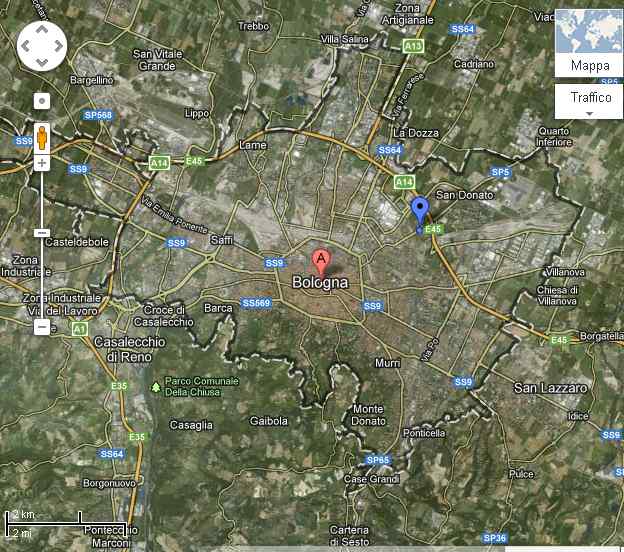 Trebbo
Zona
Artigianale
Villa Salina
SS64
A13
San Vitale
Grande
Mappa
Cadriano
Bargellino
SP5
Traffico
Via Ferrarese
Lippo
SP568
La Dozza
Quarto
Inferiore
SS9
Lame
SS64
A14
E45
SS9
SP5
A14
San Donato
Via Emilia Ponente
E45
Casteldebole
SS9
Saffi
Zona
Industriale
SS9
A
Villanova
Bologna
Chiesa di
Villanova
Zona Industriale
Via del Lavoro
SS569
Croce di
Casalecchio
Barca
SS9
A1
Borgatella
E45
Casalecchio
di Reno
Via Po
Murri
E35
Parco Comunale
Della Chiusa
SS9
San Lazzaro
Monte
Donato
Idice
Casaglia
Gaibola
Ponticella
SS9
E35
SS64
SP65
Pulce
Case Grandi
Borgonuovo
2 km
2 mi
Pontecchio
Marconi
Carteria
di Sesto
SP36